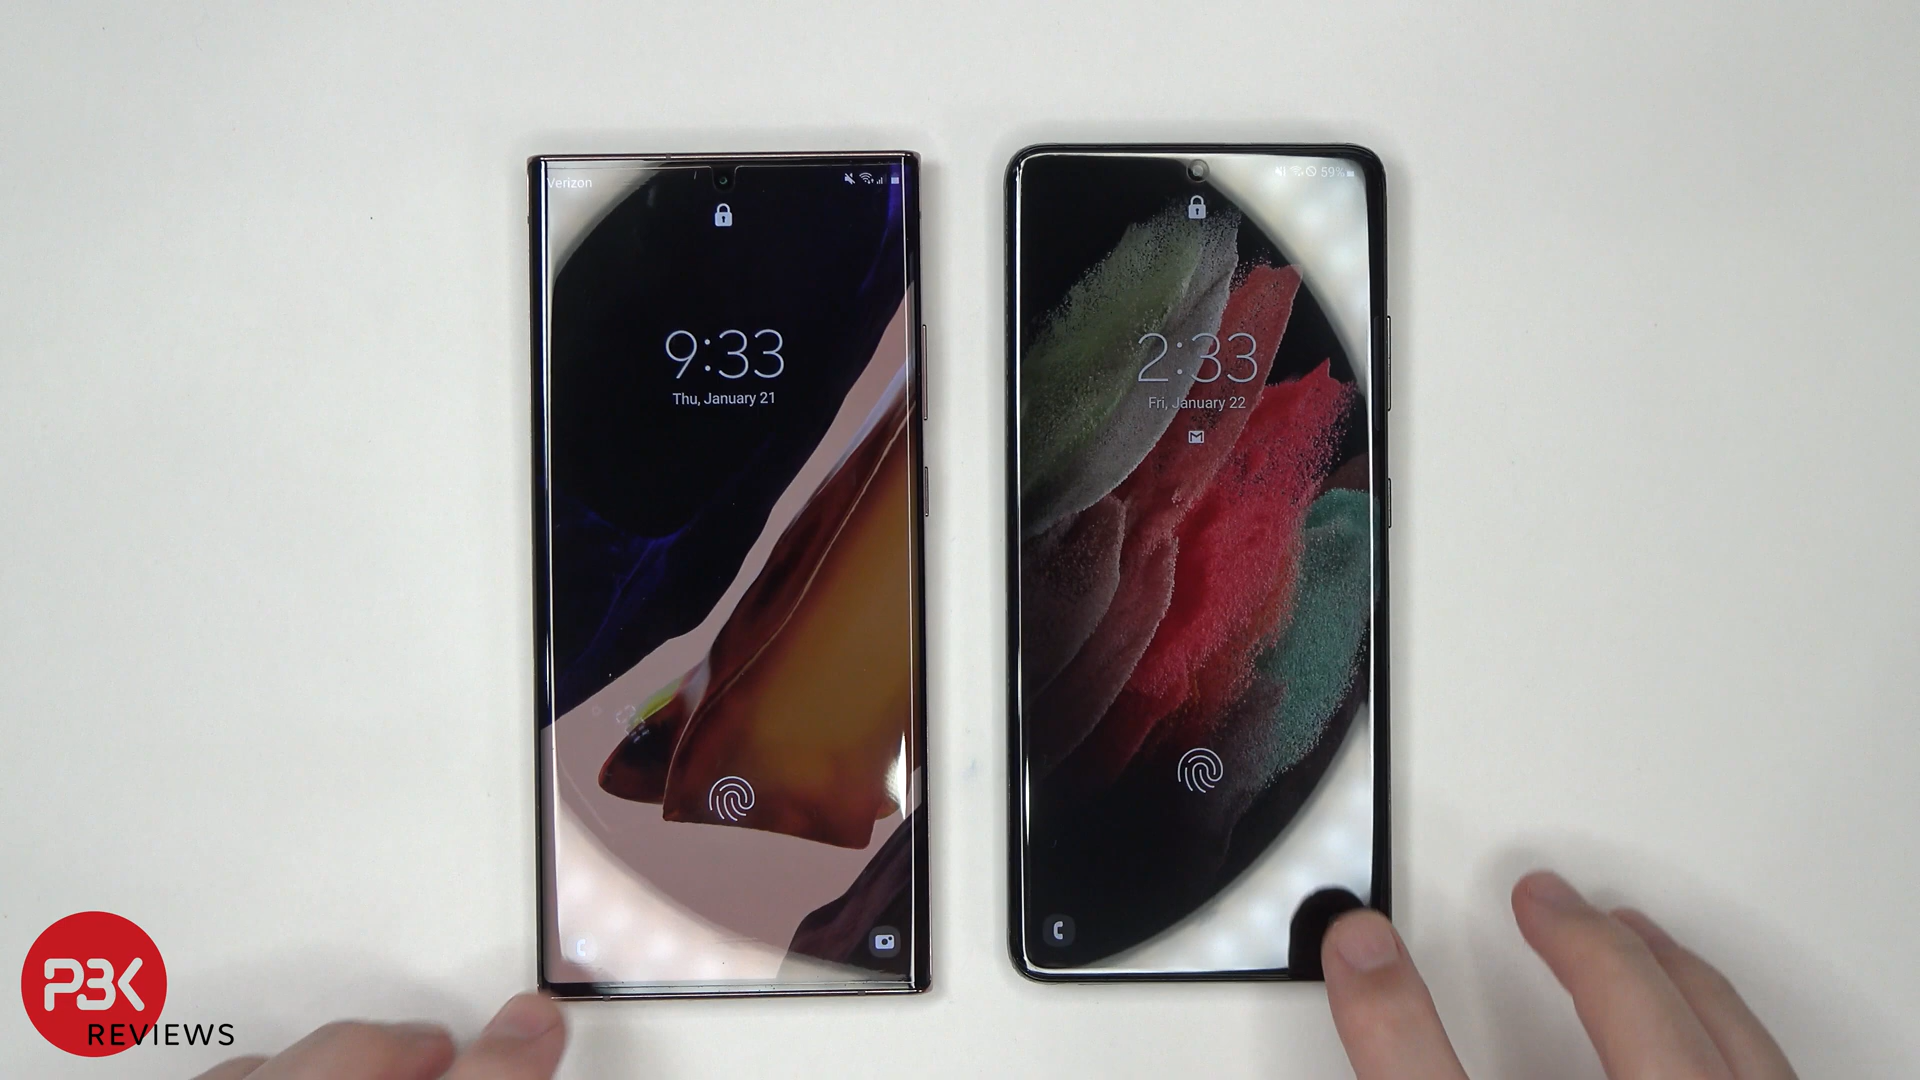 Verizon
9:33
Thu, January 21
59%
2:33
Fri, January 22
PBK
REVIEWS